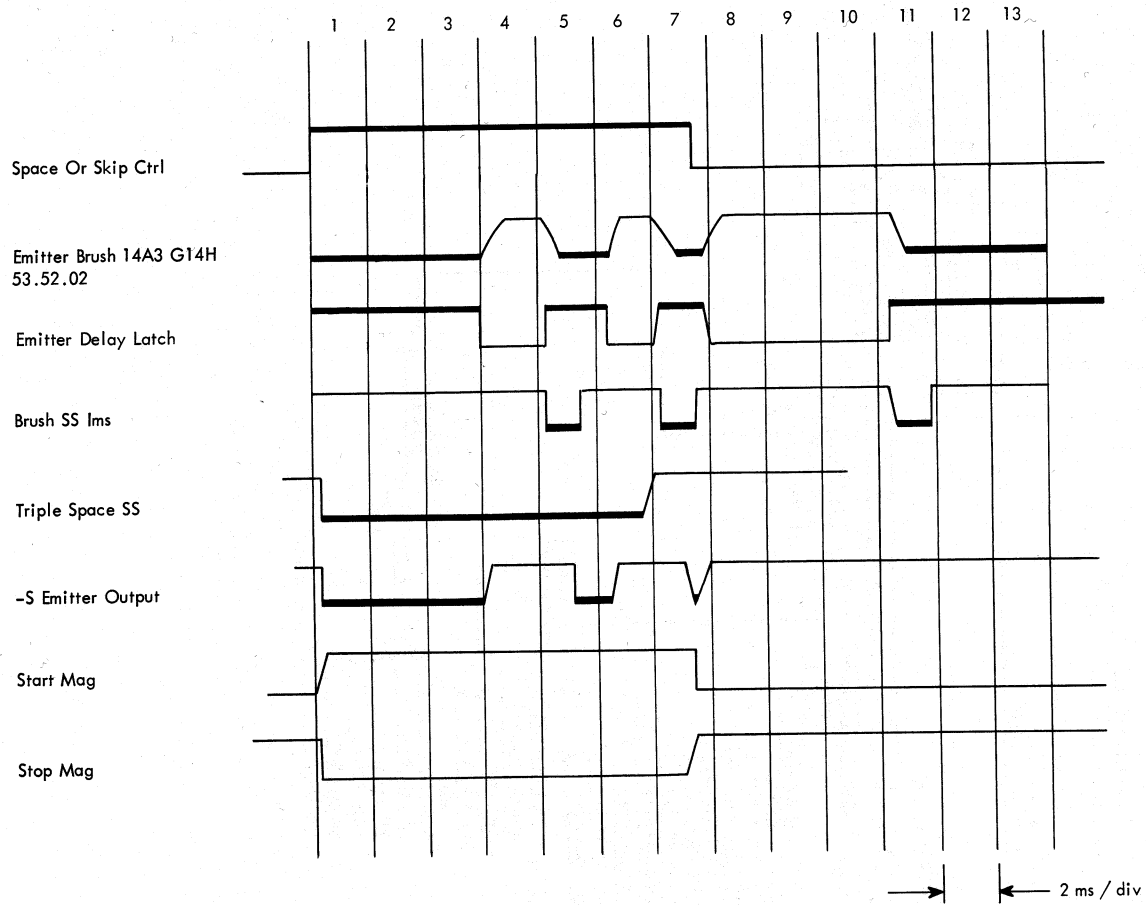 1 2 3 4 5 6 7 8 9 10 11 12 13
Space Or Skip Ctrl
Emitter Brush 14A3 G14H
53.52.02
Emitter Delay Latch
Brush SS Ims
Triple Space SS
-S Emitter Output
Start Mag
Stop Mag
2 ms / div